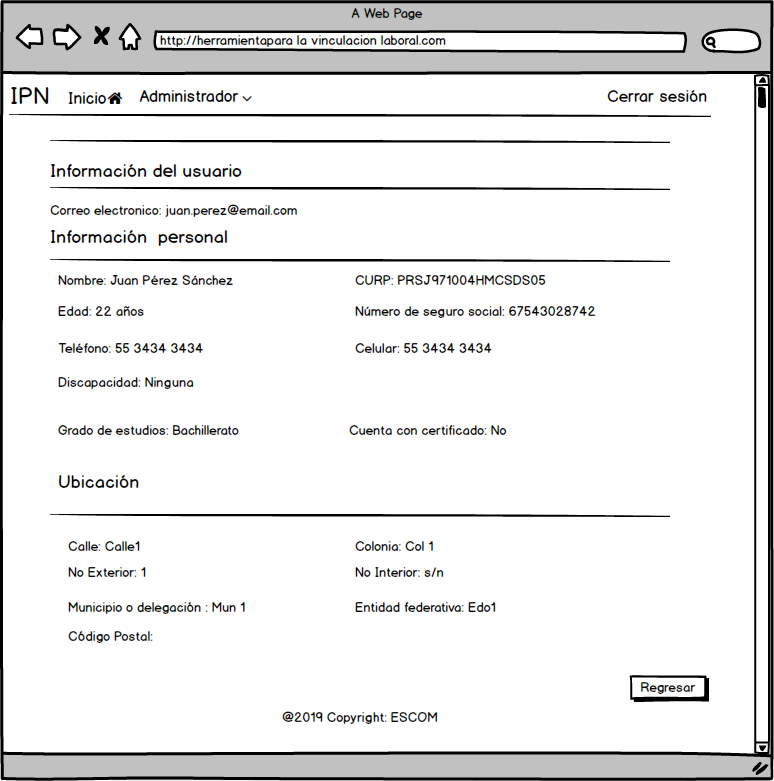 A Web Page
http://herramientapara la vinculacion laboral.com
IPN Inicio Administrador Cerrar sesión
Información del usuario
Correo electronico: juan.perez@email.com
Información personal
Nombre: Juan Pérez Sánchez CURP: PRSJ971004HMCSDS05
Edad: 22 años Número de seguro social: 67543028742
Teléfono: 55 3434 3434 Celular: 55 3434 3434
Discapacidad: Ninguna
Grado de estudios: Bachillerato Cuenta con certificado: No
Ubicación
Calle: Calle1 Colonia: Col 1
No Exterior: 1 No Interior: s/n
Municipio o delegación : Mun 1 Entidad federativa: Edo1
Código Postal:
Regresar
@2019 Copyright: ESCOM